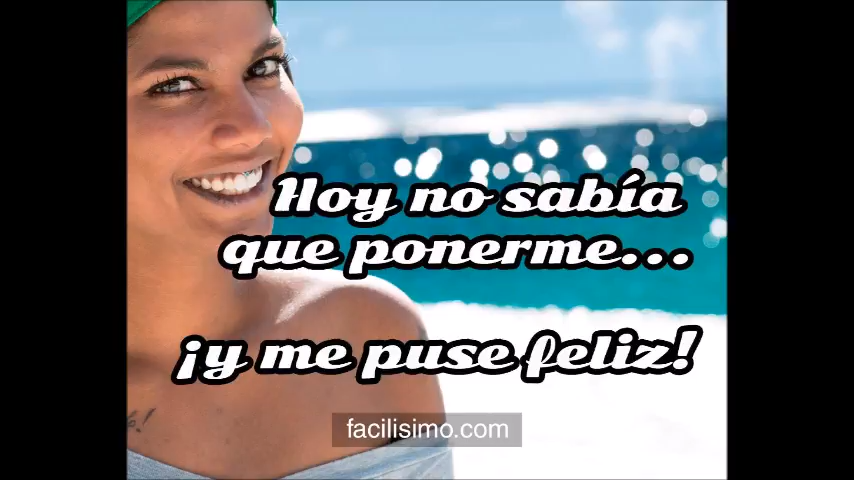 Hoy no sabía
que ponerme...
¡y me puse feliz!
facilisimo.com